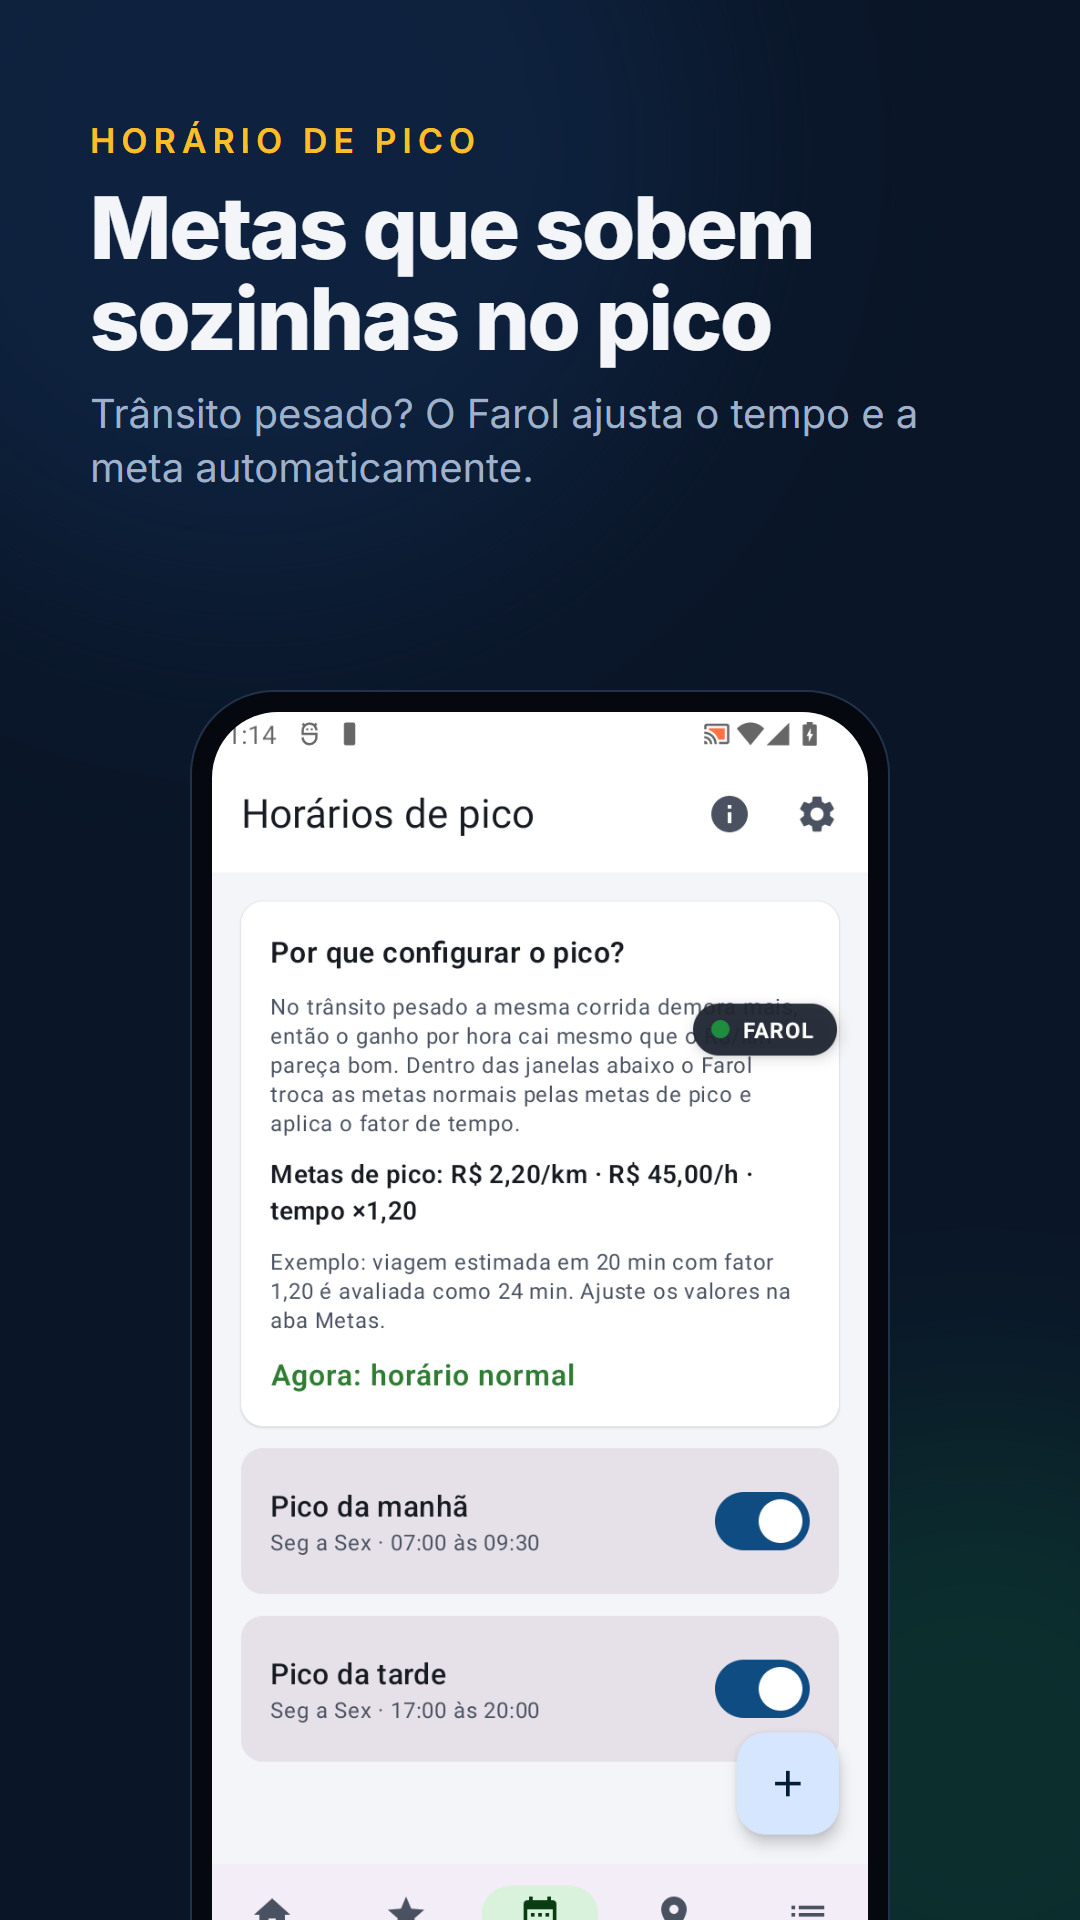 HORÁRIO DE PICO
Metas que sobem
sozinhas no pico
Trânsito pesado? O Farol ajusta o tempo e a
meta automaticamente.
1:14
Horários de pico
Por que configurar o pico?
No trânsito pesado a mesma corrida demora mais,
então o ganho por hora cai mesmo que o
FAROL
pareça bom. Dentro das janelas abaixo o Farol
troca as metas normais pelas metas de pico e
aplica o fator de tempo.
Metas de pico: R$ 2,20/km · R$ 45,00/h ·
tempo ×1,20
Exemplo: viagem estimada em 20 min com fator
1,20 é avaliada como 24 min. Ajuste os valores na
aba Metas.
Agora: horário normal
Pico da manhã
Seg a Sex · 07:00 às 09:30
Pico da tarde
Seg a Sex · 17:00 às 20:00
+